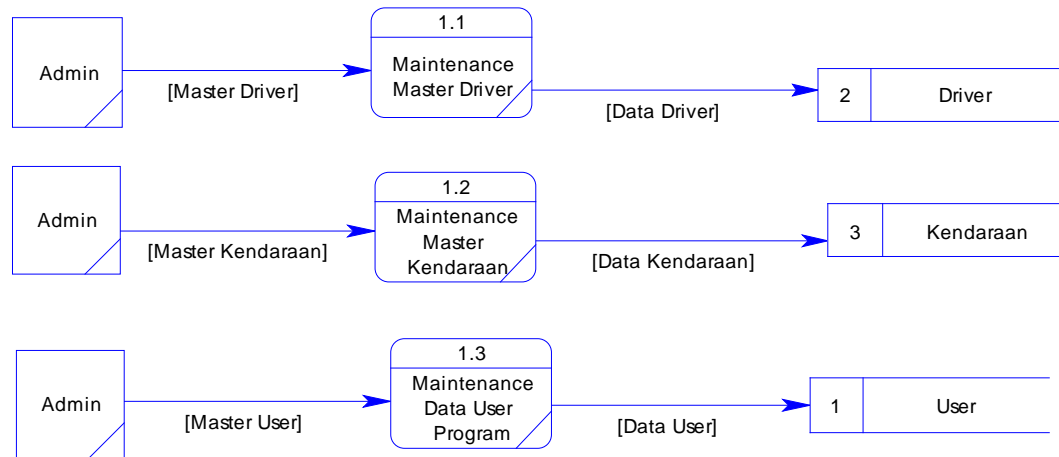 Admin
[Master Driver]
1.1
Maintenance
Master Driver
[Data Driver]
2
Driver
Admin
[Master Kendaraan]
1.2
Maintenance
Master
Kendaraan
[Data Kendaraan]
3
Kendaraan
Admin
[Master User]
1.3
Maintenance
Data User
Program
[Data User]
1
User